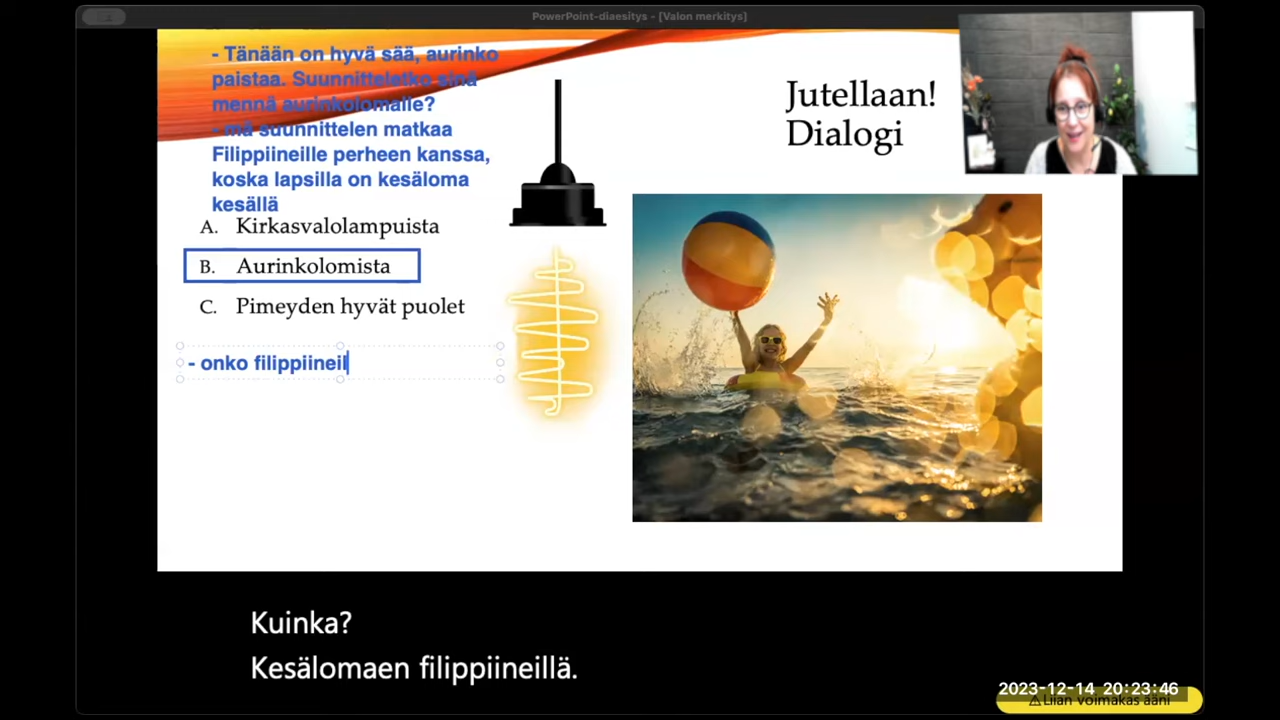 PowerPoint-diaesitys - [Valon merkitys]
- Tänään on hyvä sää, aurinko
paistaa. Suunnitteletko sinä
mennä aurinkolomalle?
- mä suunnittelen matkaa
Filippiineille perheen kanssa,
koska lapsilla on kesäloma
kesällä
Jutellaan!
Dialogi
A. Kirkasvalolampuista
B. Aurinkolomista
C. Pimeyden hyvät puolet
- onko filippiineil
Kuinka?
Kesälomaen filippiineillä.
2023-12-14 20:23:46
⚠Liian voimakas ääni